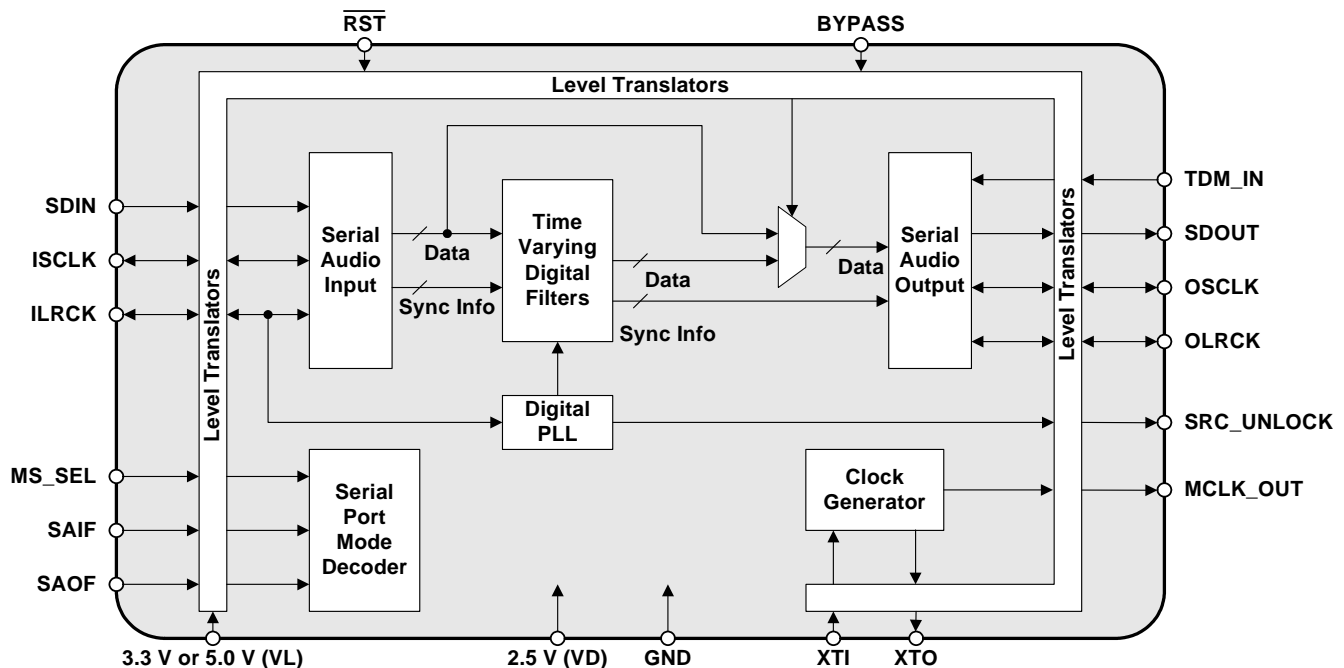 RST
BYPASS
Level Translators
SDIN
ISCLK
ILRCK
MS_SEL
SAIF
SAOF
Level Translators
Serial
Audio
Input
Data
Sync Info
Time
Varying
Digital
Filters
Data
Sync Info
Digital
PLL
Serial
Port
Mode
Decoder
Data
Serial
Audio
Output
Clock
Generator
Level Translators
TDM_IN
SDOUT
OSCLK
OLRCK
SRC_UNLOCK
MCLK_OUT
3.3 V or 5.0 V (VL)
2.5 V (VD)
GND
XTI
XTO